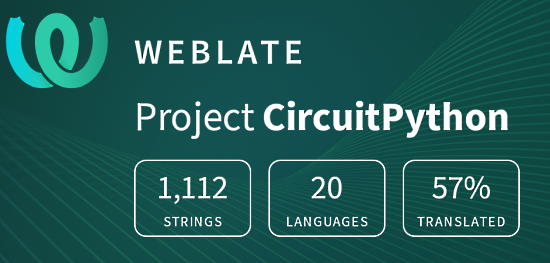 WEBLATE
Project CircuitPython
1,112
STRINGS
20
LANGUAGES
57%
TRANSLATED